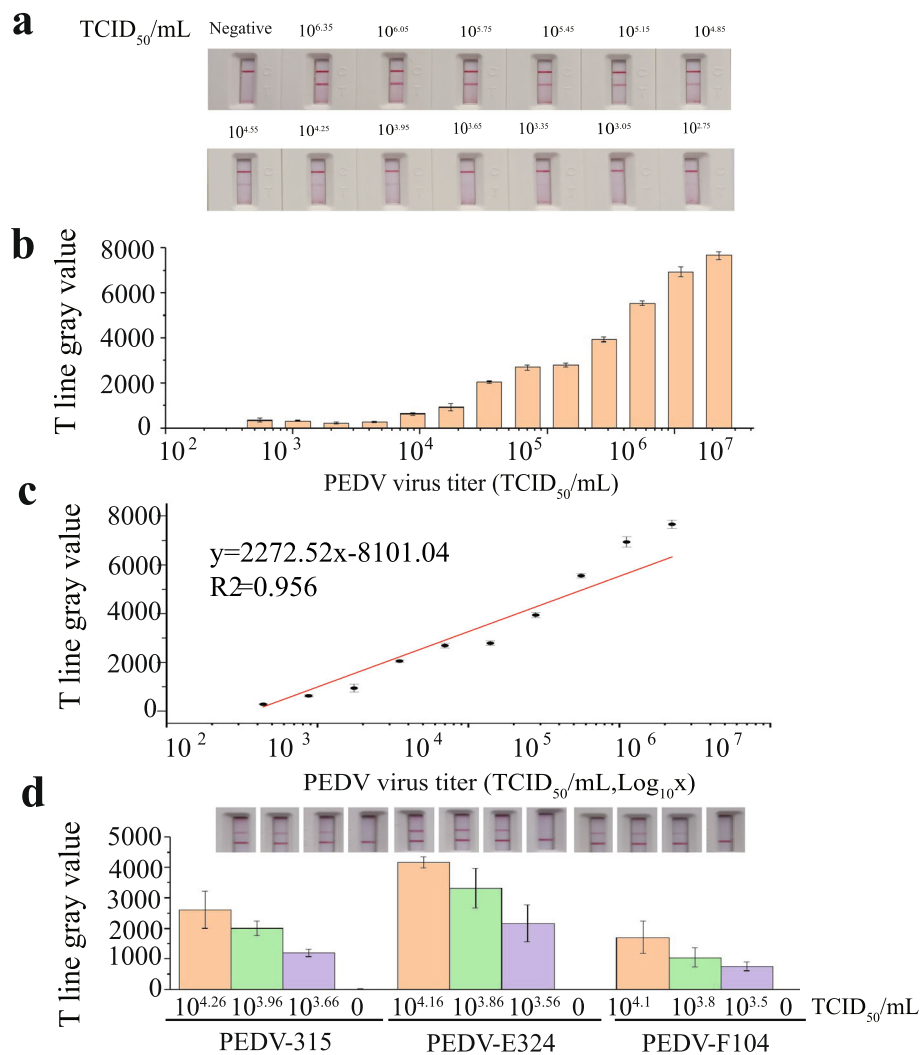 a
TCID50/mL Negative 10^6.35 10^6.05 10^5.75 10^5.45 10^5.15 10^4.85
10^4.55 10^4.25 10^3.95 10^3.65 10^3.35 10^3.05 10^2.75
b
T line gray value
8000
6000
4000
2000
0
10^2 10^3 10^4 10^5 10^6 10^7
PEDV virus titer (TCID50/mL)
c
T line gray value
8000
6000
4000
2000
0
y=2272.52x-8101.04
R2=0.956
10^2 10^3 10^4 10^5 10^6 10^7
PEDV virus titer (TCID50/mL,Log10x)
d
T line gray value
5000
4000
3000
2000
1000
0
10^4.26 10^3.96 10^3.66 0 10^4.16 10^3.86 10^3.56 0 10^4.1 10^3.8 10^3.5 0 TCID50/mL
PEDV-315 PEDV-E324 PEDV-F104